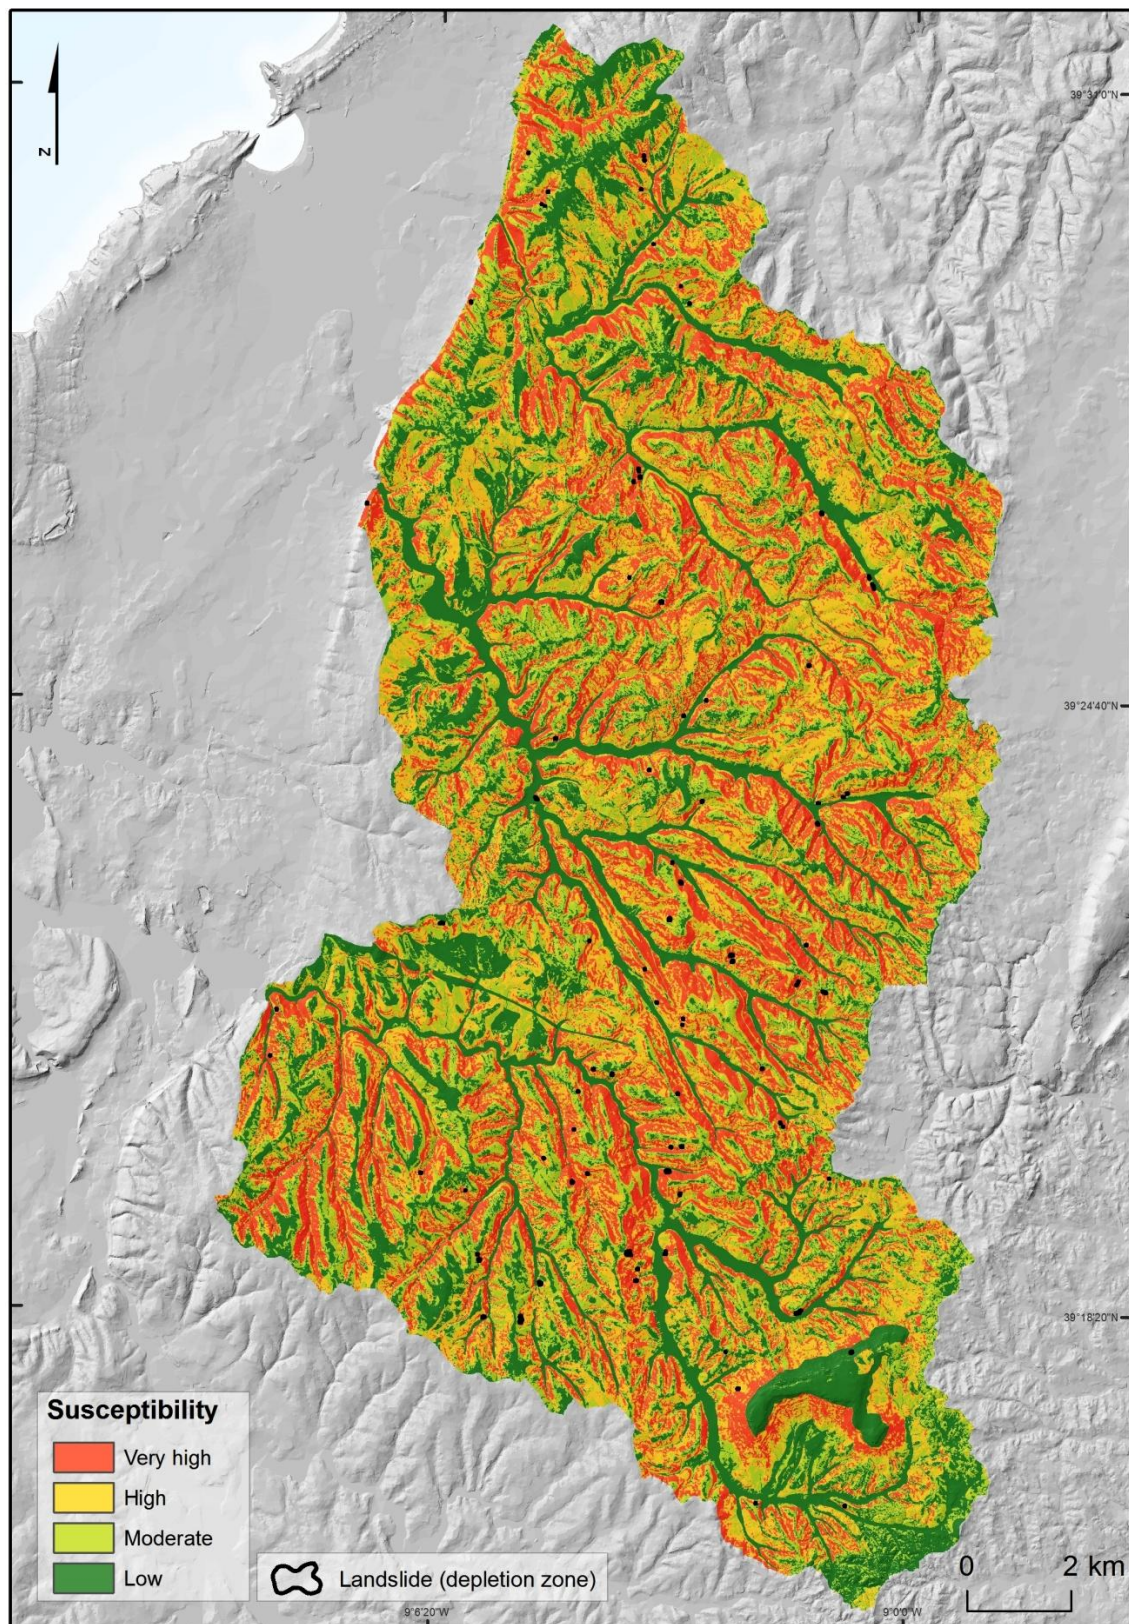 N
39°31'0"N
39°24'40"N
39°18'20"N
Susceptibility
Very high
High
Moderate
Low
Landslide (depletion zone)
0 2 km
9°6'20"W 9°0'0"W